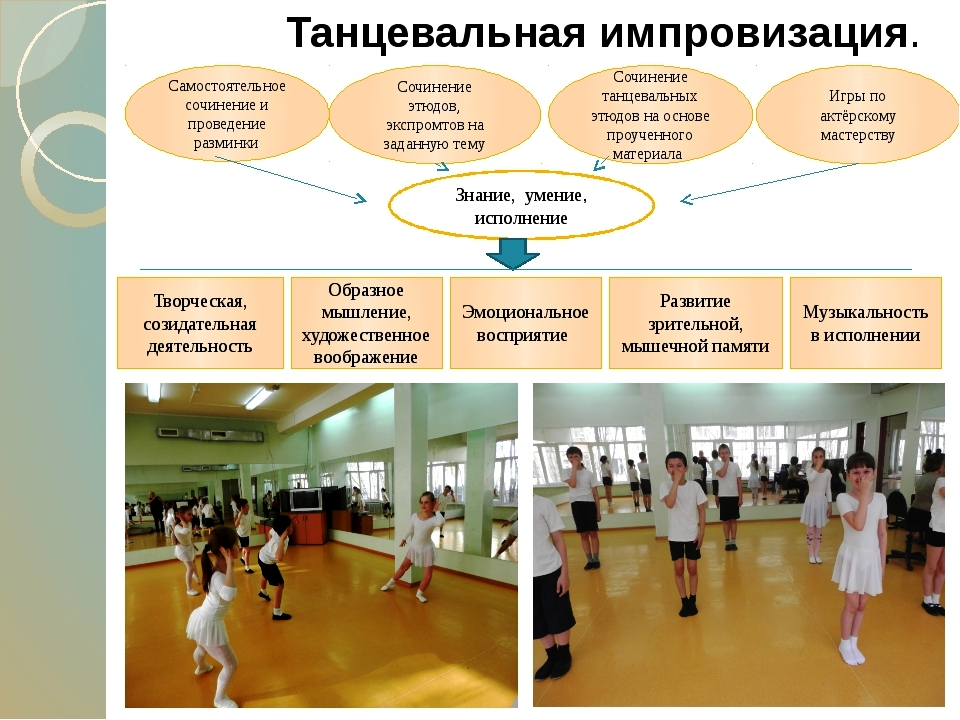 Танцевальная импровизация.
Самостоятельное
сочинение и
проведение
разминки
Сочинение
этюдов,
экспромтов на
заданную тему
Сочинение
танцевальных
этюдов на основе
проученного
материала
Игры по
актёрскому
мастерству
Знание, умение,
исполнение
Творческая,
созидательная
деятельность
Образное
мышление,
художественное
воображение
Эмоциональное
восприятие
Развитие
зрительной,
мышечной памяти
Музыкальность
в исполнении